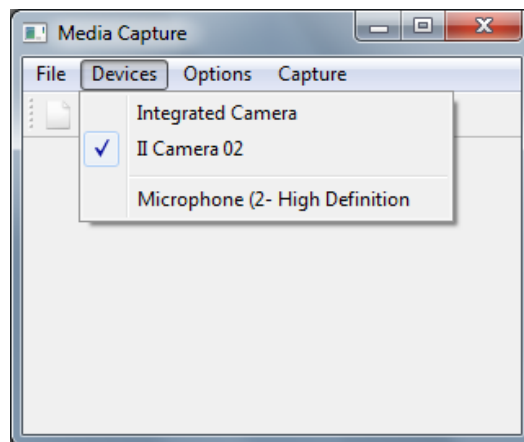 Media Capture
File Devices Options Capture
Integrated Camera
II Camera 02
Microphone (2- High Definition